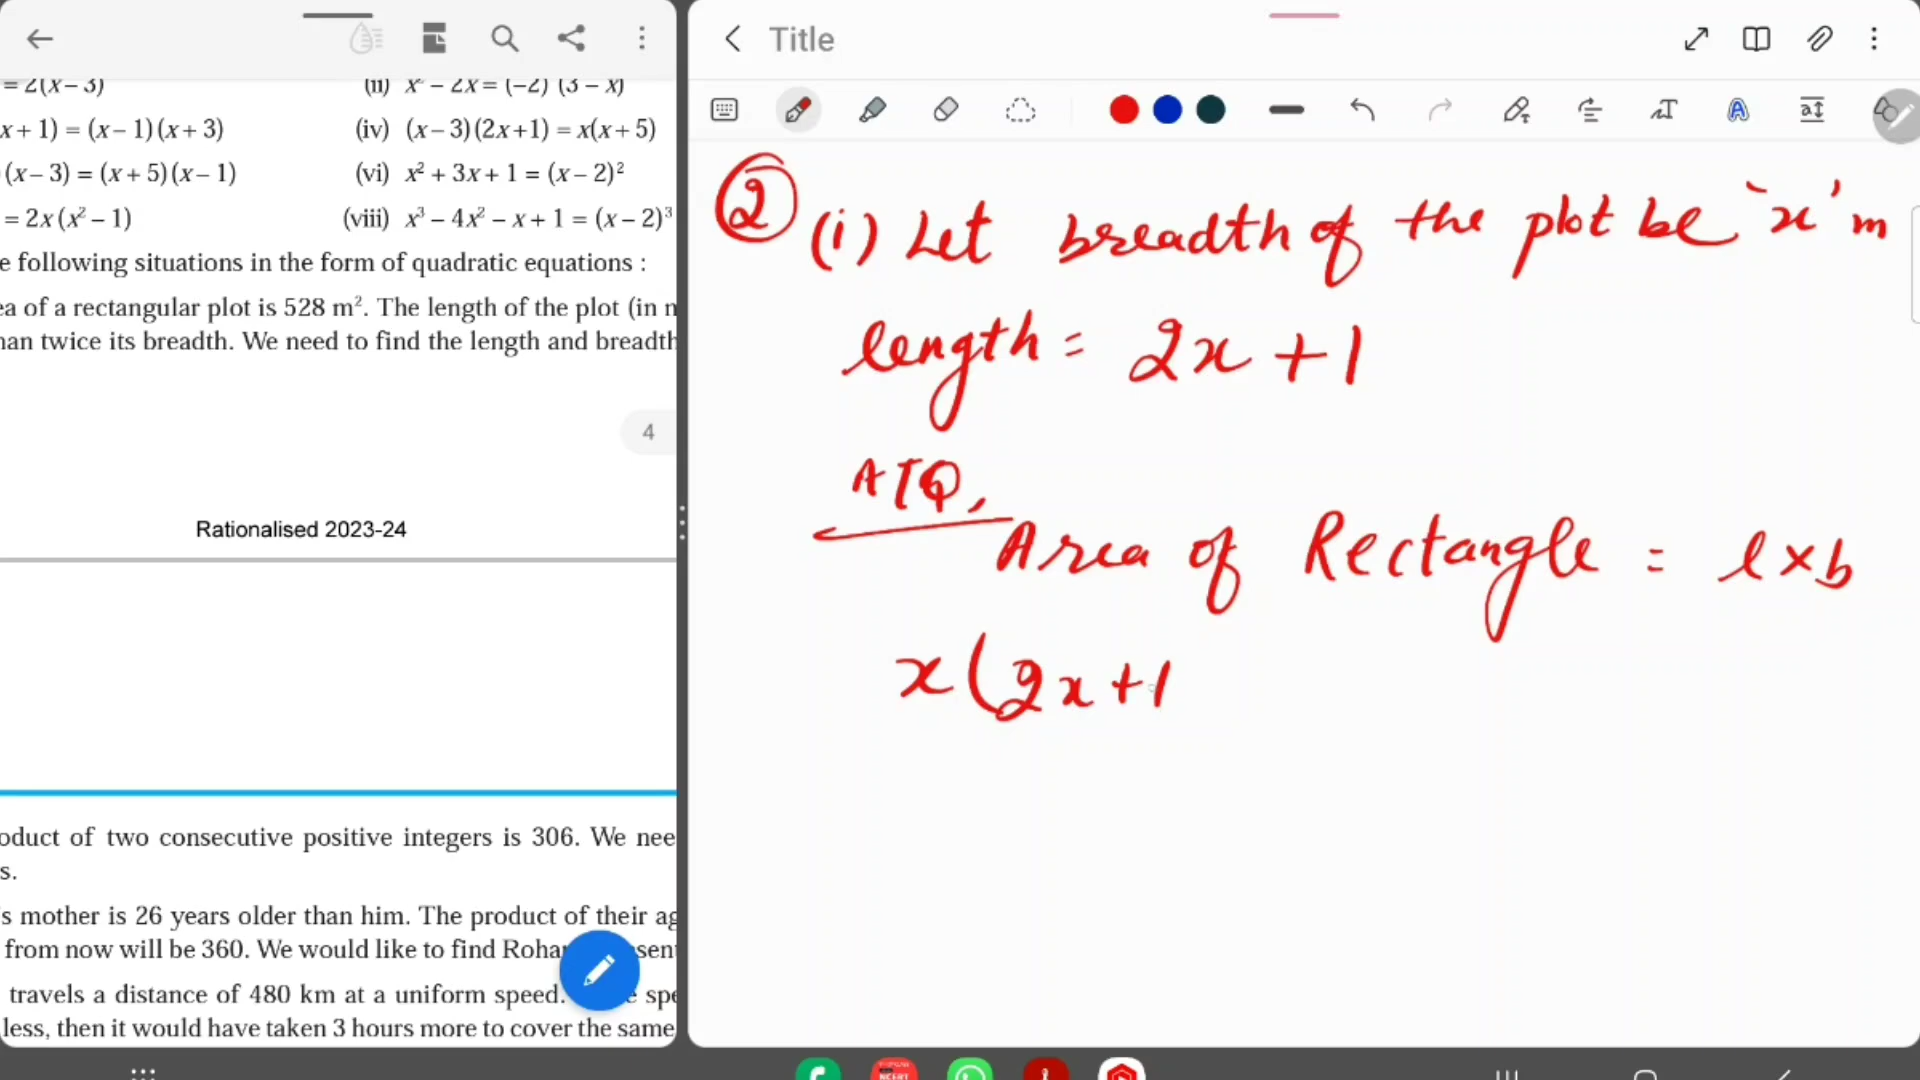 Title
= 2(x – 3)
(ii) x² – 2x = (–2) (3 – x)
x + 1) = (x – 1)(x + 3)
(iv) (x – 3)(2x+1) = x(x + 5)
(x – 3) = (x + 5)(x – 1)
(vi) x² + 3x + 1 = (x – 2)²
= 2x(x² – 1)
(viii) x³ – 4x² – x + 1 = (x – 2)³
e following situations in the form of quadratic equations :
ea of a rectangular plot is 528 m². The length of the plot (in
han twice its breadth. We need to find the length and breadth
4
Rationalised 2023-24
oduct of two consecutive positive integers is 306. We nee
s.
's mother is 26 years older than him. The product of their ag
from now will be 360. We would like to find Roha sen
travels a distance of 480 km at a uniform speed. spe
less, then it would have taken 3 hours more to cover the same
② (i) Let breadth of the plot be 'x' m
length = 2x + 1
ATQ,
Area of Rectangle = l × b
x(2x+1